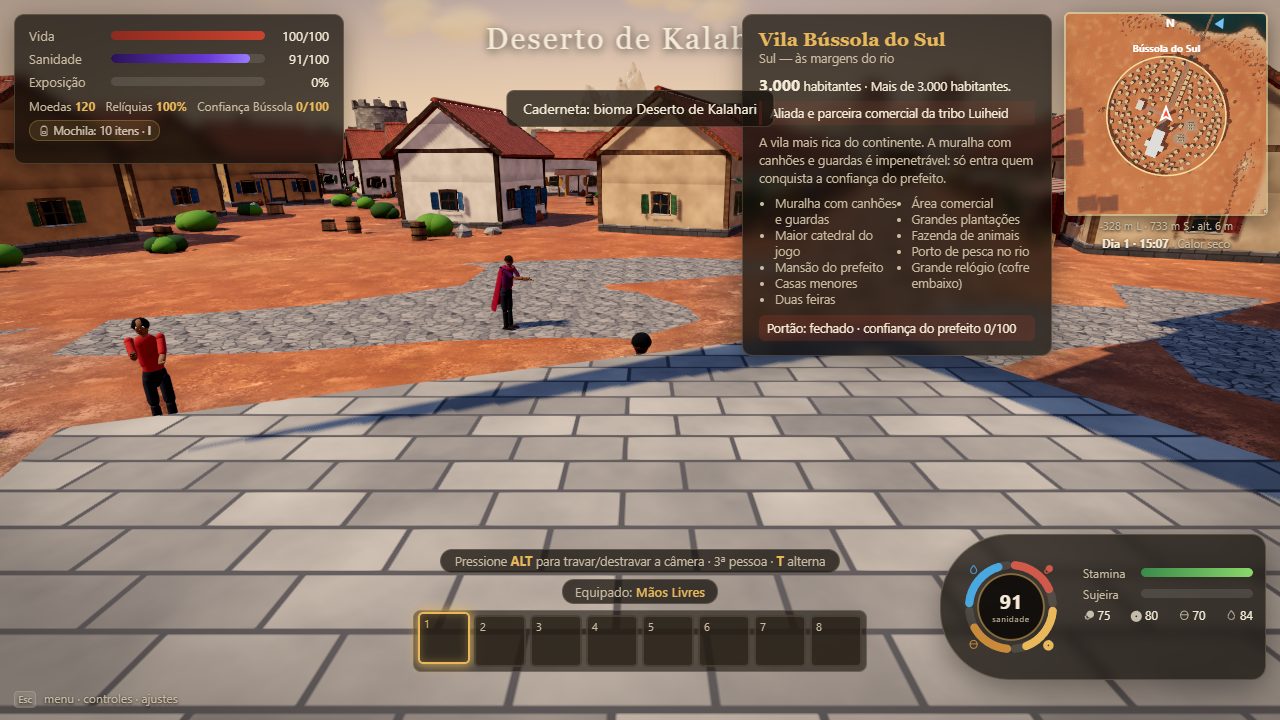 Vida 100/100
Sanidade 91/100
Exposição 0%
Moedas 120 Relíquias 100% Confiança Bússola 0/100
Mochila: 10 itens · I
Deserto de Kalah
Caderneta: bioma Deserto de Kalahari
Vila Bússola do Sul
Sul — às margens do rio
3.000 habitantes · Mais de 3.000 habitantes.
Aliada e parceira comercial da tribo Luiheid
A vila mais rica do continente. A muralha com
canhões e guardas é impenetrável: só entra quem
conquista a confiança do prefeito.
Muralha com canhões
e guardas
Maior catedral do
jogo
Mansão do prefeito
Casas menores
Duas feiras
Área comercial
Grandes plantações
Fazenda de animais
Porto de pesca no rio
Grande relógio (cofre
embaixo)
Portão: fechado · confiança do prefeito 0/100
N
Bússola do Sul
-328 m L · 733 m S · alt. 6 m
Dia 1 · 15:07 Calor seco
Pressione ALT para travar/destravar a câmera · 3ª pessoa · T alterna
Equipado: Mãos Livres
1 2 3 4 5 6 7 8
91
sanidade
Stamina
Sujeira
75 80 70 84
Esc menu · controles · ajustes